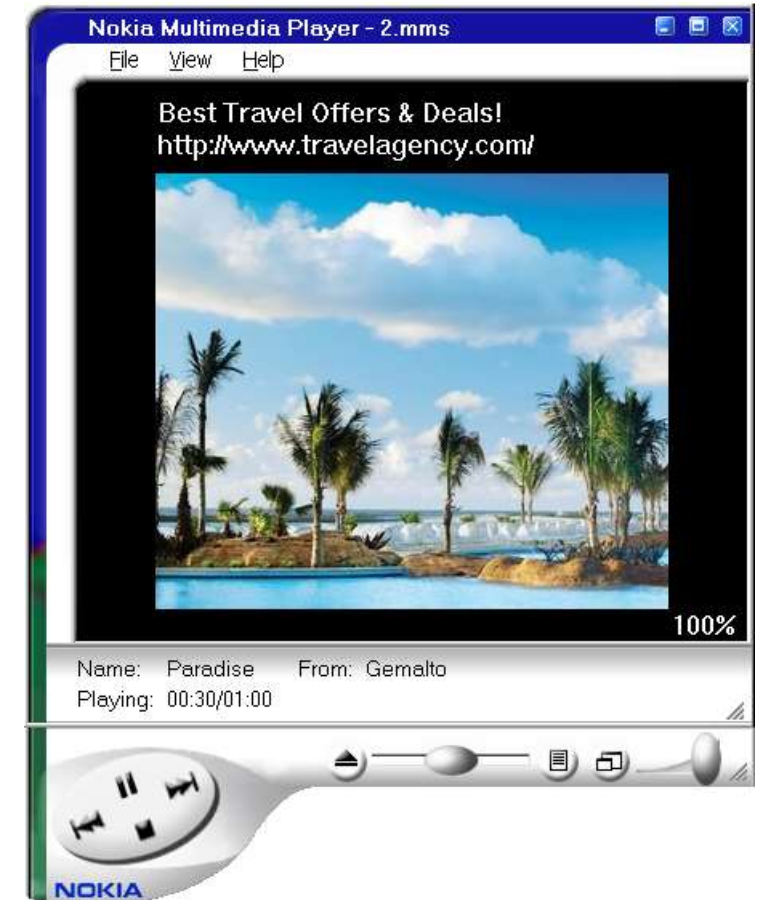 Nokia Multimedia Player - 2.mms
File View Help
Best Travel Offers & Deals!
http://www.travelagency.com/
100%
Name: Paradise From: Gemalto
Playing: 00:30/01:00
NOKIA